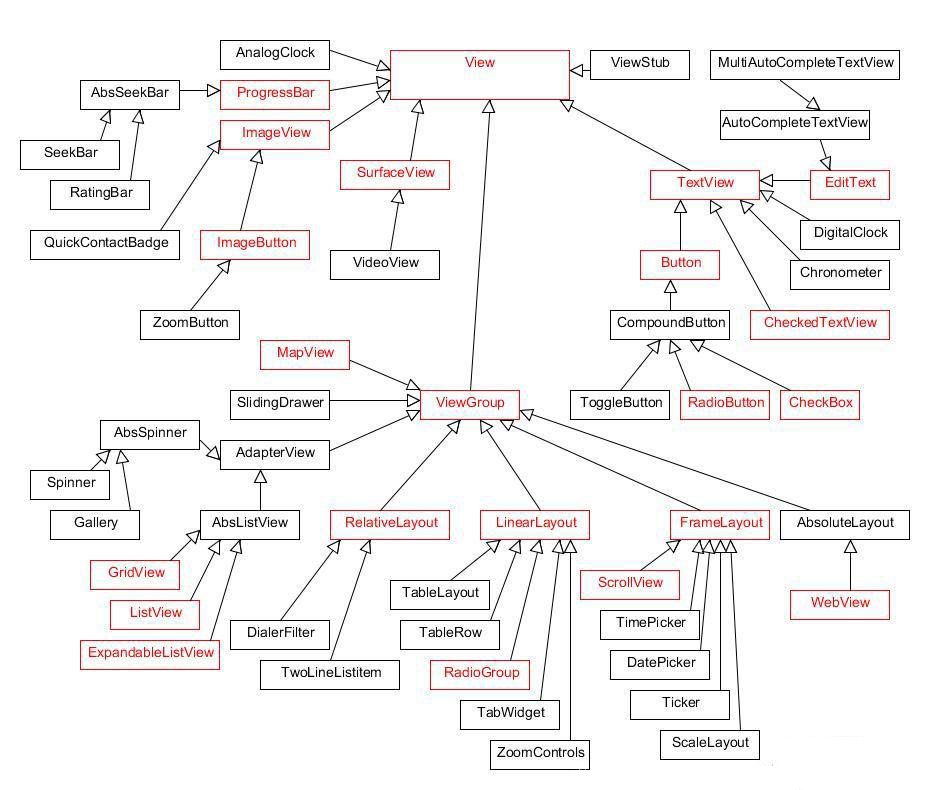 AnalogClock
View
ViewStub
MultiAutoCompleteTextView
AbsSeekBar
ProgressBar
AutoCompleteTextView
ImageView
SeekBar
SurfaceView
RatingBar
TextView
EditText
QuickContactBadge
ImageButton
DigitalClock
VideoView
Button
Chronometer
ZoomButton
CompoundButton
CheckedTextView
MapView
SlidingDrawer
ViewGroup
ToggleButton
RadioButton
CheckBox
AbsSpinner
AdapterView
Spinner
Gallery
AbsListView
RelativeLayout
LinearLayout
FrameLayout
AbsoluteLayout
GridView
ScrollView
TableLayout
WebView
ListView
TimePicker
DialerFilter
TableRow
ExpandableListView
DatePicker
TwoLineListitem
RadioGroup
Ticker
TabWidget
ScaleLayout
ZoomControls